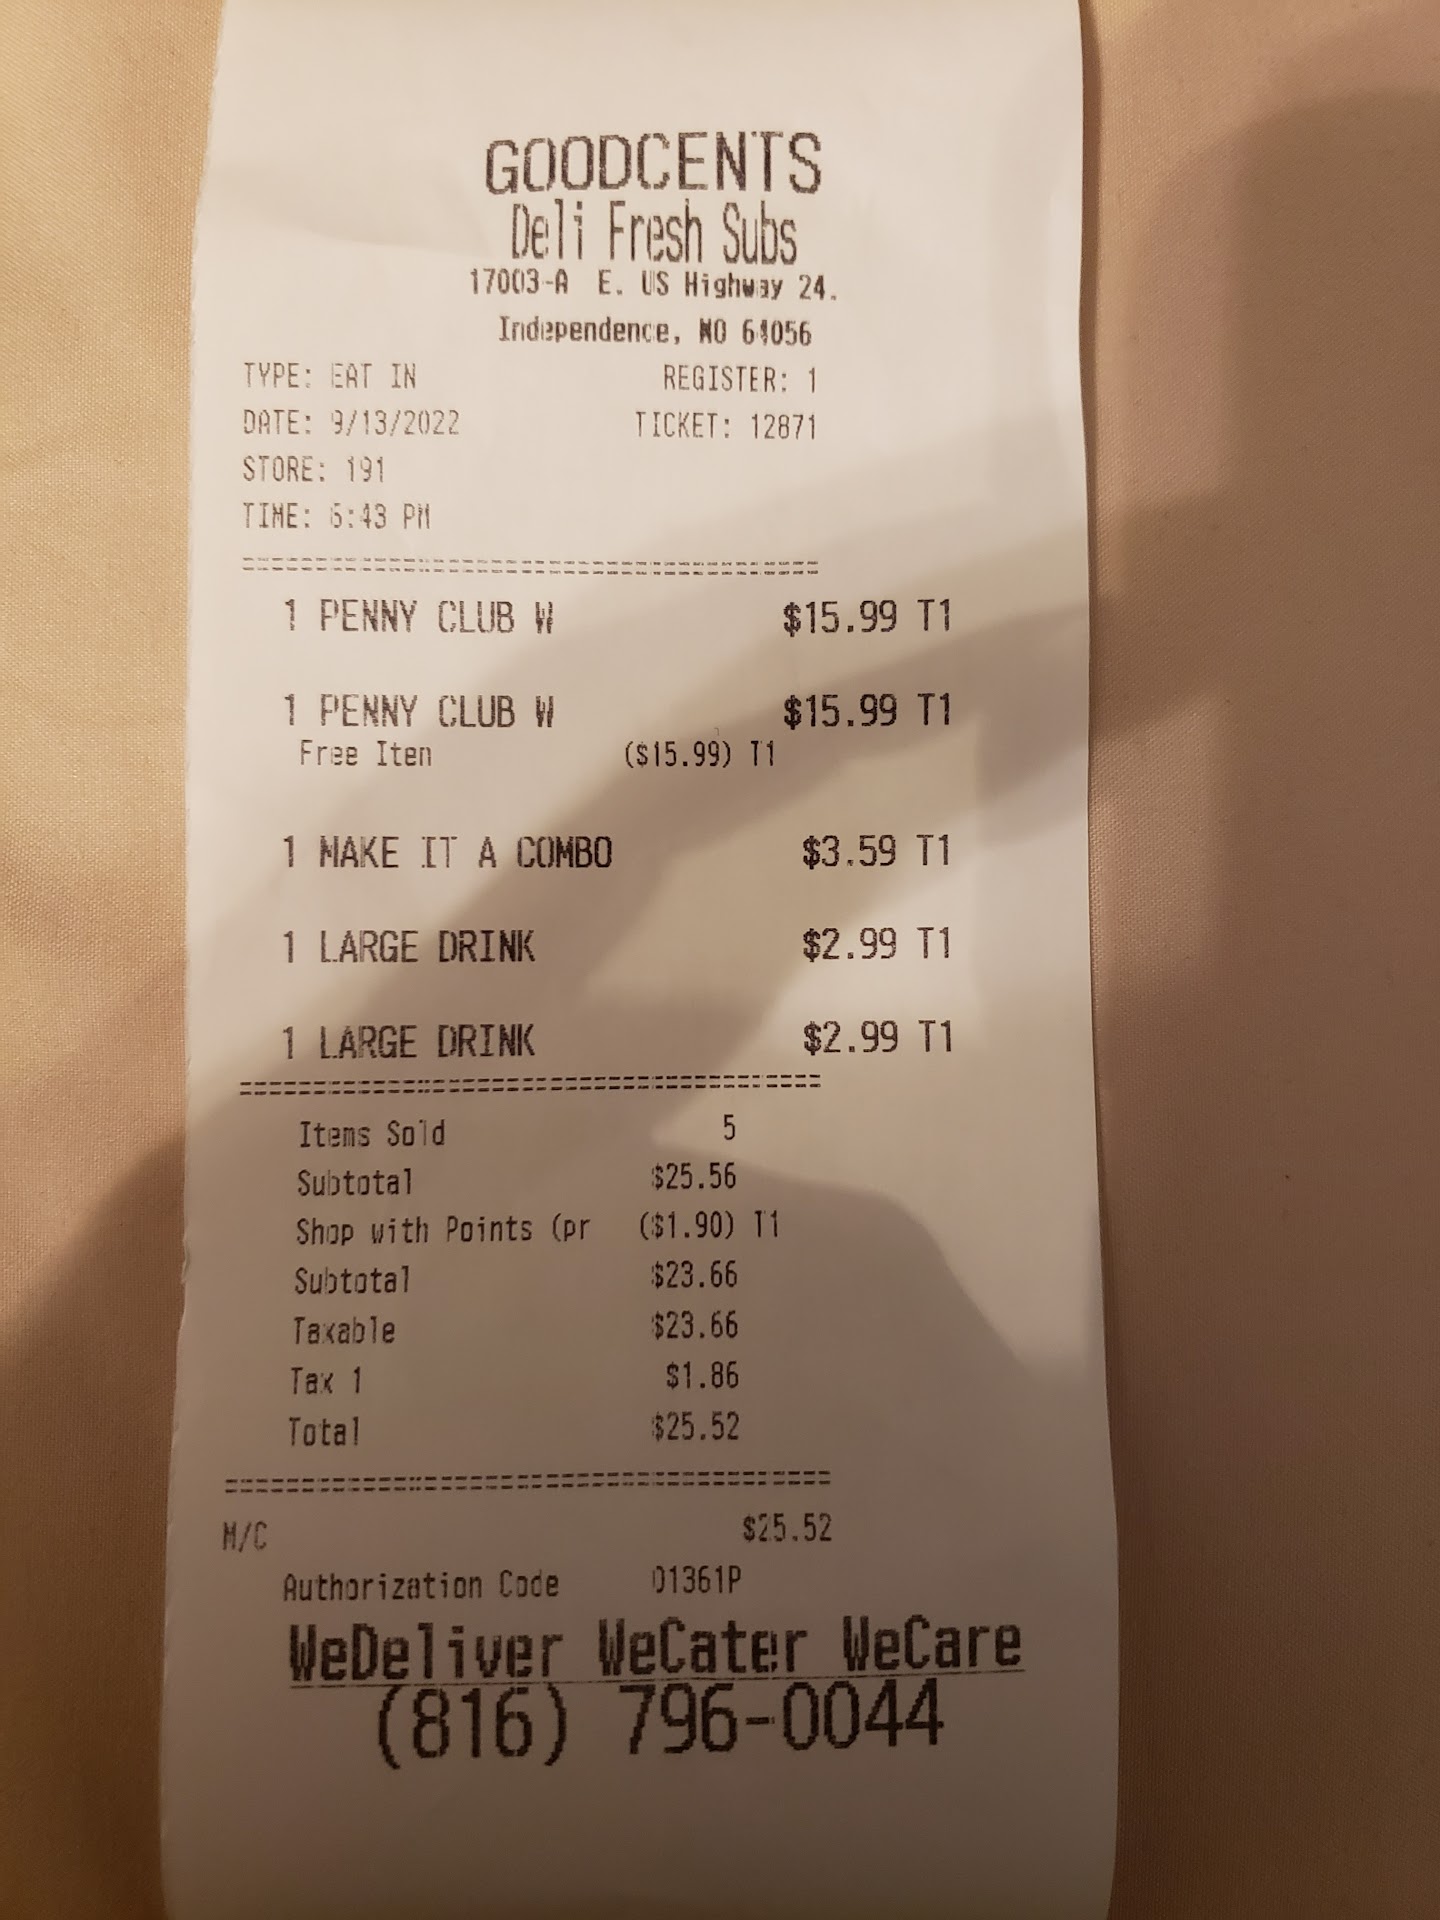 GOODCENTS
Deli Fresh Subs
17003-A E. US Highway 24.
Independence, MO 64056
TYPE: EAT IN REGISTER: 1
DATE: 9/13/2022 TICKET: 12871
STORE: 191
TIME: 6:43 PM
1 PENNY CLUB W $15.99 T1
1 PENNY CLUB W $15.99 T1
Free Item ($15.99) T1
1 MAKE IT A COMBO $3.59 T1
1 LARGE DRINK $2.99 T1
1 LARGE DRINK $2.99 T1
Items Sold 5
Subtotal $25.56
Shop with Points (pr ($1.90) T1
Subtotal $23.66
Taxable $23.66
Tax 1 $1.86
Total $25.52
M/C $25.52
Authorization Code 01361P
WeDeliver WeCater WeCare
(816) 796-0044